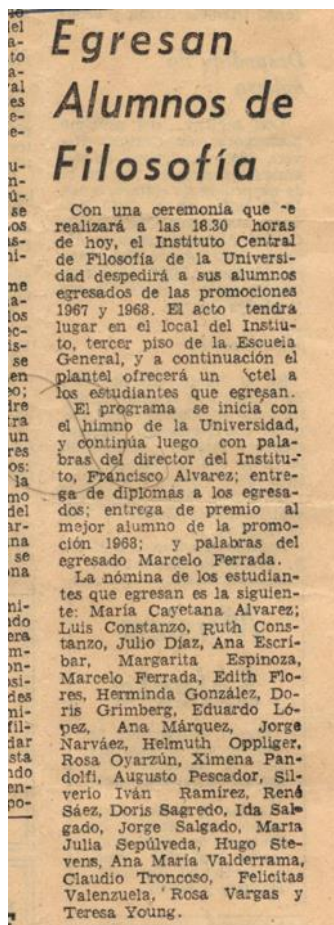 Egresan
Alumnos de
Filosofía
Con una ceremonia que se
realizará a las 18.30 horas
de hoy, el Instituto Central
de Filosofía de la Universi-
dad despedirá a sus alumnos
egresados de las promociones
1967 y 1968. El acto tendrá
lugar en el local del Instiu-
to, tercer piso de la Escuela
General, y a continuación el
plantel ofrecerá un ctel a
los estudiantes que egresan.
El programa se inicia con
el himno de la Universidad,
y continúa luego con pala-
bras del director del Institu-
to, Francisco Alvarez; entre-
ga de diplomas a los egresa-
dos; entrega de premio al
mejor alumno de la promo-
ción 1968; y palabras del
egresado Marcelo Ferrada.
La nómina de los estudian-
tes que egresan es la siguien-
te: María Cayetana Alvarez;
Luis Constanzo, Ruth Cons-
tanzo, Julio Díaz, Ana Escri-
bar, Margarita Espinoza,
Marcelo Ferrada, Edith Flo-
res, Herminda González, Do-
ris Grimberg, Eduardo Ló-
pez, Ana Márquez, Jorge
Narváez, Helmuth Oppliger,
Rosa Oyarzún, Ximena Pan-
dolfi, Augusto Pescador, Sil-
verio Iván Ramírez, René
Sáez, Doris Sagredo, Ida Sal-
gado, Jorge Salgado, María
Julia Sepúlveda, Hugo Ste-
vens, Ana María Valderrama,
Claudio Troncoso, Felicitas
Valenzuela, Rosa Vargas y
Teresa Young.